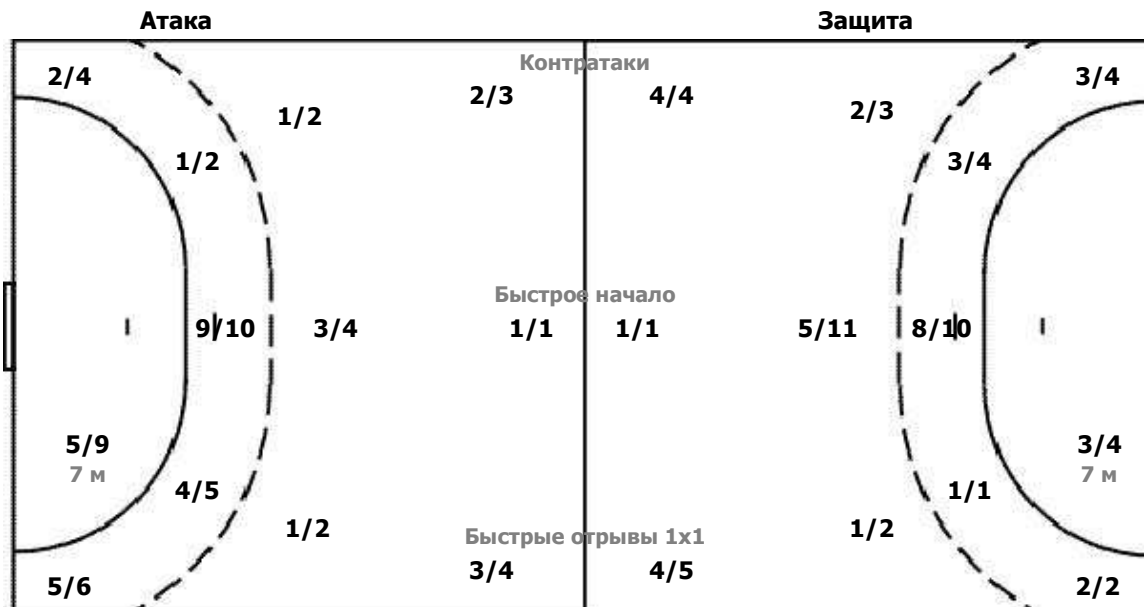 Атака Защита
Контратаки
2/4 3/4
2/3 4/4
1/2 2/3
1/2 3/4
Быстрое начало
9/10 3/4 1/1 1/1 5/11 8/10
5/9 3/4
7 м 7 м
4/5 1/1
1/2 1/2
Быстрые отрывы 1x1
3/4 4/5
5/6 2/2